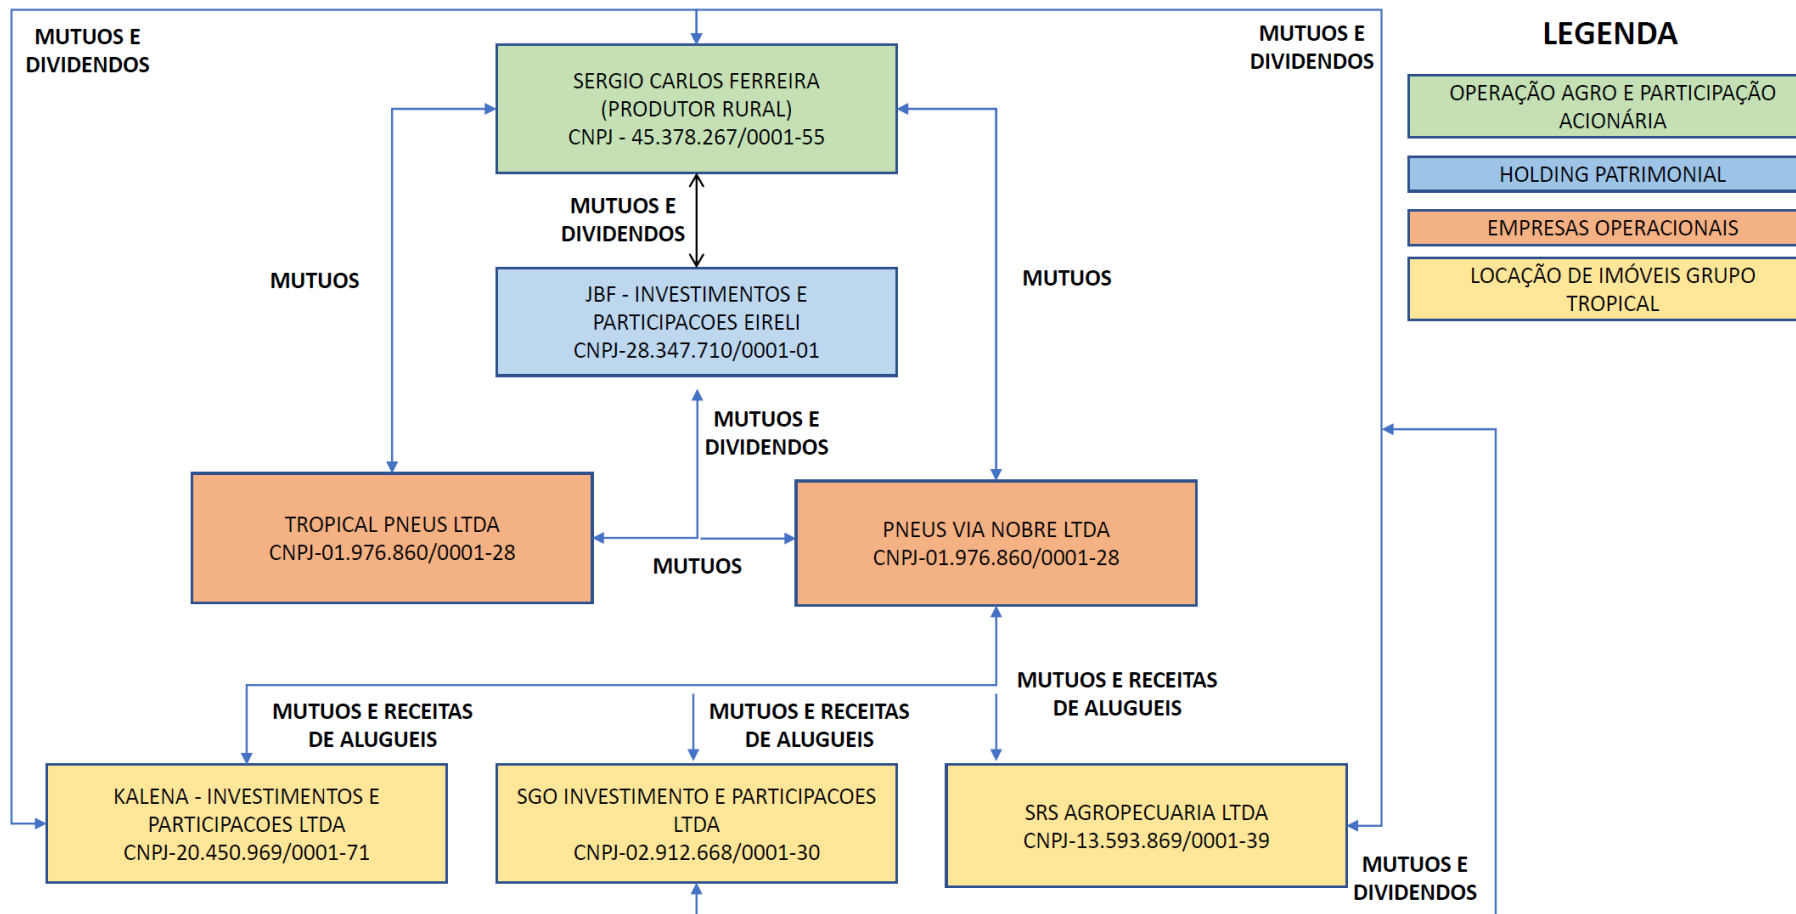 MUTUOS E
DIVIDENDOS
SERGIO CARLOS FERREIRA
(PRODUTOR RURAL)
CNPJ - 45.378.267/0001-55
MUTUOS E
DIVIDENDOS
LEGENDA
OPERAÇÃO AGRO E PARTICIPAÇÃO
ACIONÁRIA
HOLDING PATRIMONIAL
EMPRESAS OPERACIONAIS
LOCAÇÃO DE IMÓVEIS GRUPO
TROPICAL
MUTUOS E
DIVIDENDOS
MUTUOS
MUTUOS
JBF - INVESTIMENTOS E
PARTICIPACOES EIRELI
CNPJ-28.347.710/0001-01
MUTUOS E
DIVIDENDOS
TROPICAL PNEUS LTDA
CNPJ-01.976.860/0001-28
MUTUOS
PNEUS VIA NOBRE LTDA
CNPJ-01.976.860/0001-28
MUTUOS E RECEITAS
DE ALUGUEIS
MUTUOS E RECEITAS
DE ALUGUEIS
MUTUOS E RECEITAS
DE ALUGUEIS
KALENA - INVESTIMENTOS E
PARTICIPACOES LTDA
CNPJ-20.450.969/0001-71
SGO INVESTIMENTO E PARTICIPACOES
LTDA
CNPJ-02.912.668/0001-30
SRS AGROPECUARIA LTDA
CNPJ-13.593.869/0001-39
MUTUOS E
DIVIDENDOS